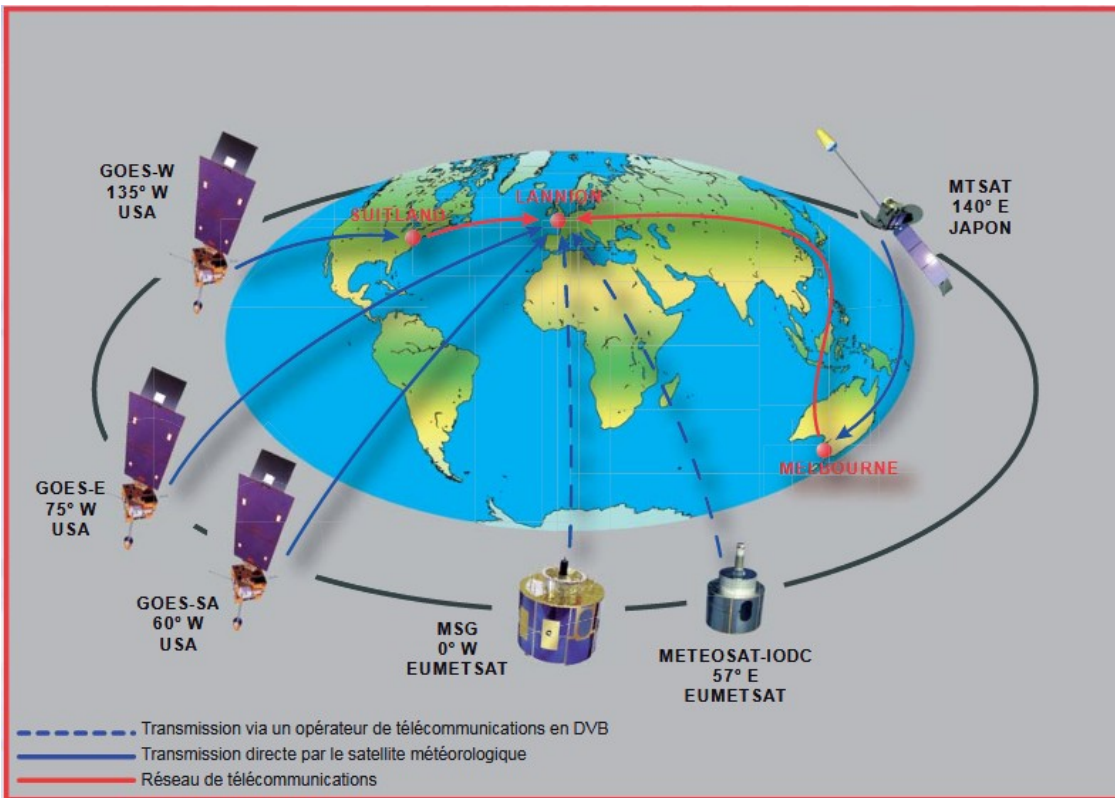 GOES-W
135° W
USA
SUITLAND
LANNION
MTSAT
140° E
JAPON
GOES-E
75° W
USA
GOES-SA
60° W
USA
MELBOURNE
MSG
0° W
EUMETSAT
METEOSAT-IODC
57° E
EUMETSAT
Transmission via un opérateur de télécommunications en DVB
Transmission directe par le satellite météorologique
Réseau de télécommunications